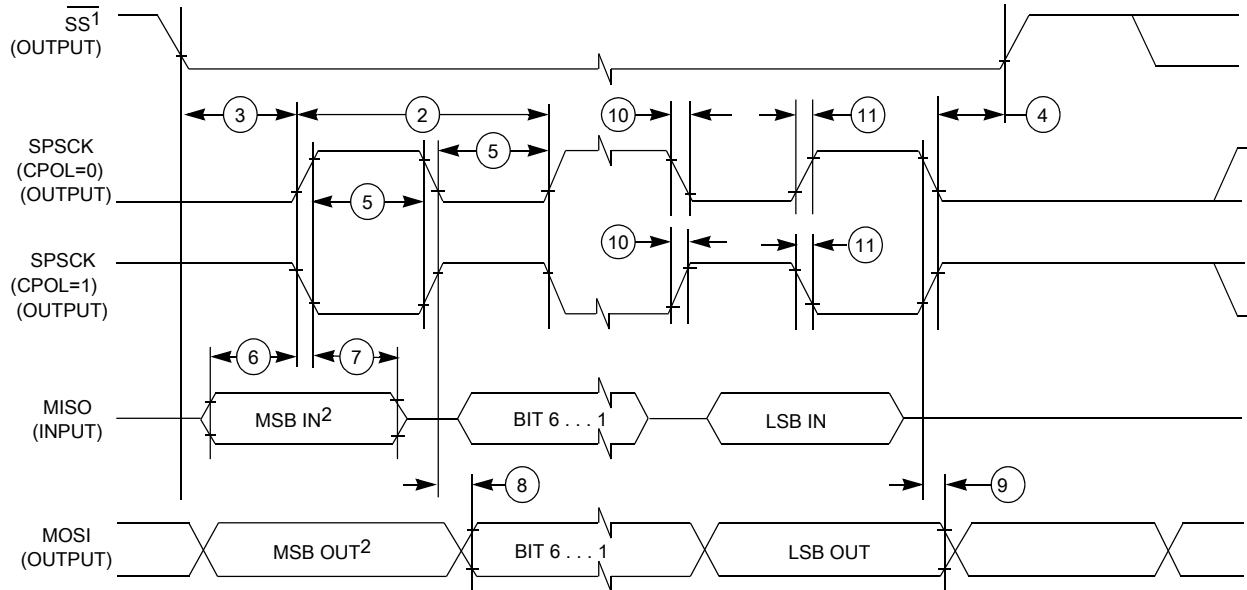 SS1
(OUTPUT)
3
2
10
11
4
SPSCK
(CPOL=0)
(OUTPUT)
5
5
10
11
SPSCK
(CPOL=1)
(OUTPUT)
6
7
MISO
(INPUT)
MSB IN2
BIT 6 . . . 1
LSB IN
8
9
MOSI
(OUTPUT)
MSB OUT2
BIT 6 . . . 1
LSB OUT